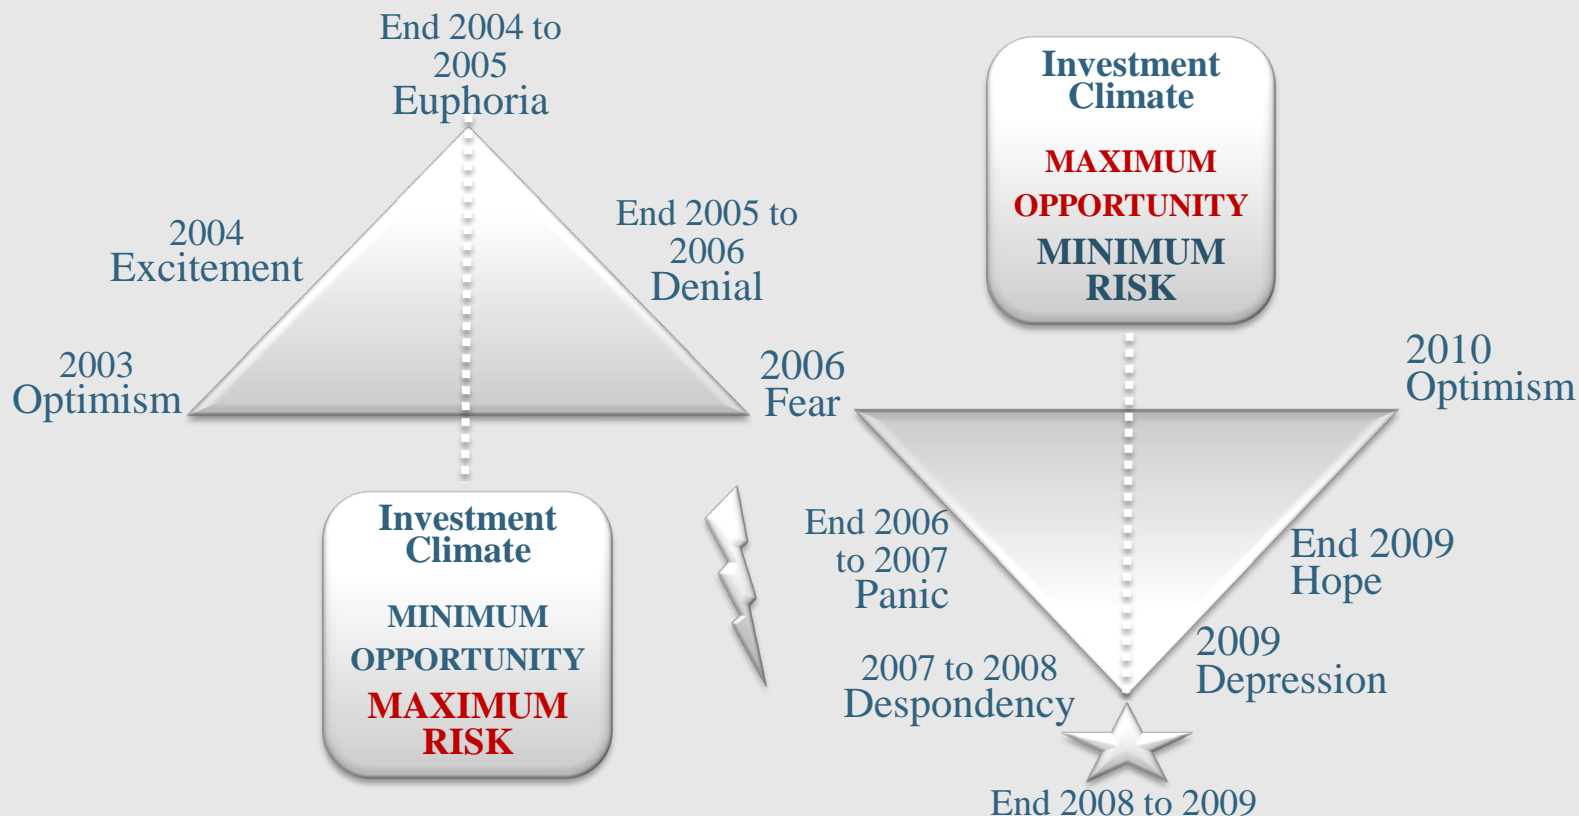 End 2004 to
2005
Euphoria
2004
Excitement
End 2005 to
2006
Denial
2003
Optimism
2006
Fear
Investment
Climate
MINIMUM
OPPORTUNITY
MAXIMUM
RISK
Investment
Climate
MAXIMUM
OPPORTUNITY
MINIMUM
RISK
2010
Optimism
End 2006
to 2007
Panic
End 2009
Hope
2007 to 2008
Despondency
2009
Depression
End 2008 to 2009